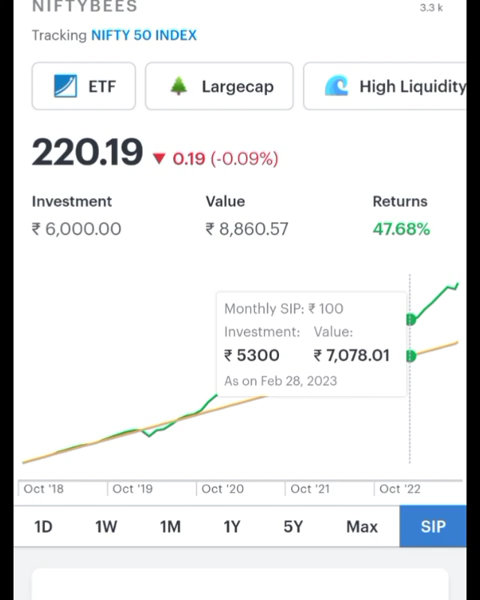 NIFTYBEES
3.3 k
Tracking NIFTY 50 INDEX
ETF
Largecap
High Liquidity
220.19 ▼ 0.19 (-0.09%)
Investment Value Returns
₹ 6,000.00 ₹ 8,860.57 47.68%
Monthly SIP: ₹ 100
Investment: Value:
₹ 5300 ₹ 7,078.01
As on Feb 28, 2023
Oct '18 Oct '19 Oct '20 Oct '21 Oct '22
1D 1W 1M 1Y 5Y Max SIP